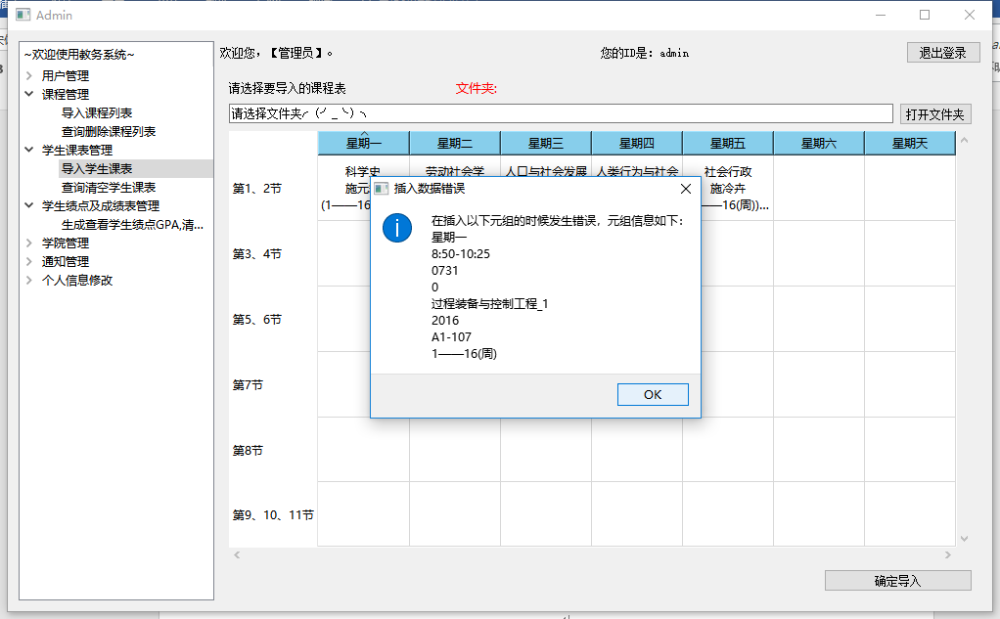 Admin
~欢迎使用教务系统~
用户管理
课程管理
导入课程列表
查询删除课程列表
学生课表管理
导入学生课表
查询清空学生课表
学生绩点及成绩表管理
生成查看学生绩点GPA,清...
学院管理
通知管理
个人信息修改
欢迎您，【管理员】。
您的ID是：admin
退出登录
请选择要导入的课程表
文件夹:
请选择文件夹╭（╯_╰）╮
打开文件夹
星期一 星期二 星期三 星期四 星期五 星期六 星期天
第1、2节
科学史
施元
(1——16
劳动社会学
人口与社会发展
人类行为与社会
社会行政
施冷卉
——16(周))...
第3、4节
第5、6节
第7节
第8节
第9、10、11节
插入数据错误
在插入以下元组的时候发生错误，元组信息如下：
星期一
8:50-10:25
0731
0
过程装备与控制工程_1
2016
A1-107
1——16(周)
OK
确定导入